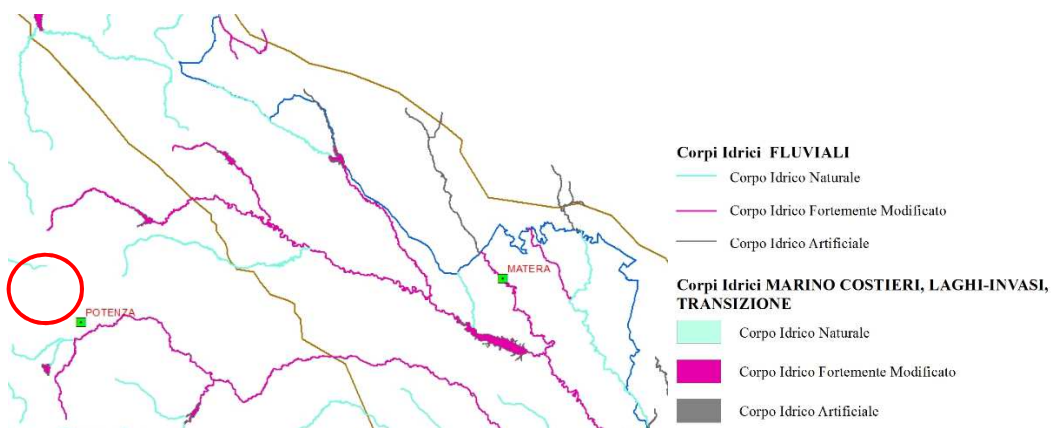 MATERA
POTENZA
Corpi Idrici FLUVIALI
Corpo Idrico Naturale
Corpo Idrico Fortemente Modificato
Corpo Idrico Artificiale
Corpi Idrici MARINO COSTIERI, LAGHI-INVASI,
TRANSIZIONE
Corpo Idrico Naturale
Corpo Idrico Fortemente Modificato
Corpo Idrico Artificiale